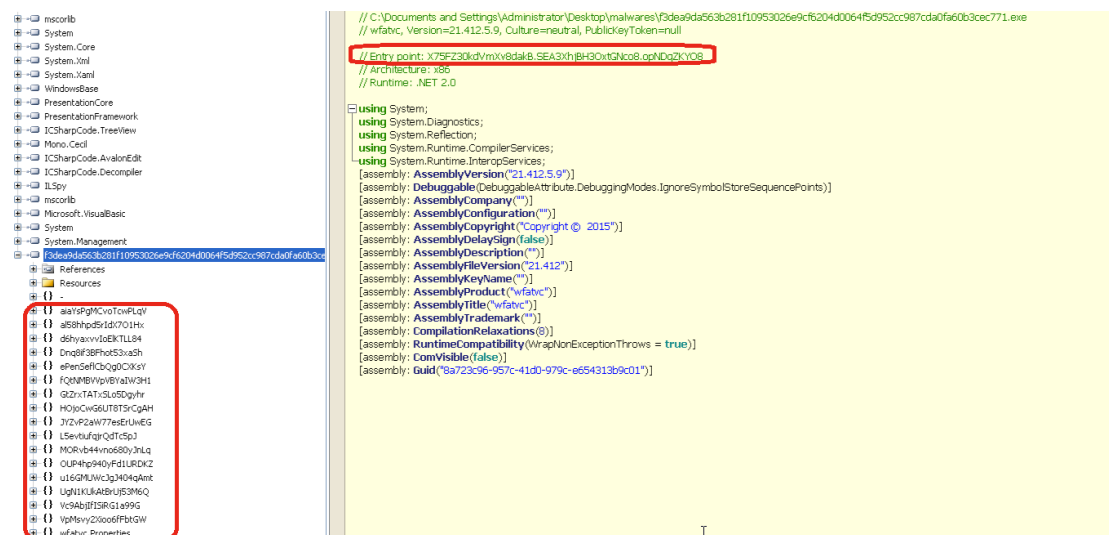 mscorlib
System
System.Core
System.Xml
System.Xaml
WindowsBase
PresentationCore
PresentationFramework
ICSharpCode.TreeView
Mono.Cecil
ICSharpCode.AvalonEdit
ICSharpCode.Decompiler
ILSpy
mscorlib
Microsoft.VisualBasic
System
System.Management
f3dea9da563b281f10953026e9cf6204d0064f5d952cc987cda0fa60b3ce
References
Resources
{} -
{} aiaYsPgMCvoTcwPLqV
{} al58hhpd5rIdX7O1Hx
{} d6hyaxvvIoElKTLL84
{} Dnq8if3BFhot53xaSh
{} ePenSeflCbQg0CXKsY
{} fQtNMBVVpVBYaIW3H1
{} GtZrxTATxSLo5Dgyhr
{} HOjoCwG6UT8TSrCgAH
{} JYZvP2aW77esErUwEG
{} L5evtiufqjrQdTc5pJ
{} MORvb44vno680yJnLq
{} OUP4hp940yFd1URDKZ
{} u16GMUWcJgJ404qAmt
{} UgN1KUkAtBrUj53M6Q
{} Vc9AbjIfISiRG1a99G
{} VpMsvy2Xioo6fFbtGW
{} wfatvc.Properties
// C:\Documents and Settings\Administrator\Desktop\malwares\f3dea9da563b281f10953026e9cf6204d0064f5d952cc987cda0fa60b3cec771.exe
// wfatvc, Version=21.412.5.9, Culture=neutral, PublicKeyToken=null
// Entry point: X75FZ30kdVmXv8dakB.SEA3XhjBH3OxtGNco8.opNDqZKYO8
// Architecture: x86
// Runtime: .NET 2.0
using System;
using System.Diagnostics;
using System.Reflection;
using System.Runtime.CompilerServices;
using System.Runtime.InteropServices;
[assembly: AssemblyVersion("21.412.5.9")]
[assembly: Debuggable(DebuggableAttribute.DebuggingModes.IgnoreSymbolStoreSequencePoints)]
[assembly: AssemblyCompany("")]
[assembly: AssemblyConfiguration("")]
[assembly: AssemblyCopyright("Copyright © 2015")]
[assembly: AssemblyDelaySign(false)]
[assembly: AssemblyDescription("")]
[assembly: AssemblyFileVersion("21.412")]
[assembly: AssemblyKeyName("")]
[assembly: AssemblyProduct("wfatvc")]
[assembly: AssemblyTitle("wfatvc")]
[assembly: AssemblyTrademark("")]
[assembly: CompilationRelaxations(8)]
[assembly: RuntimeCompatibility(WrapNonExceptionThrows = true)]
[assembly: ComVisible(false)]
[assembly: Guid("8a723c96-957c-41d0-979c-e654313b9c01")]